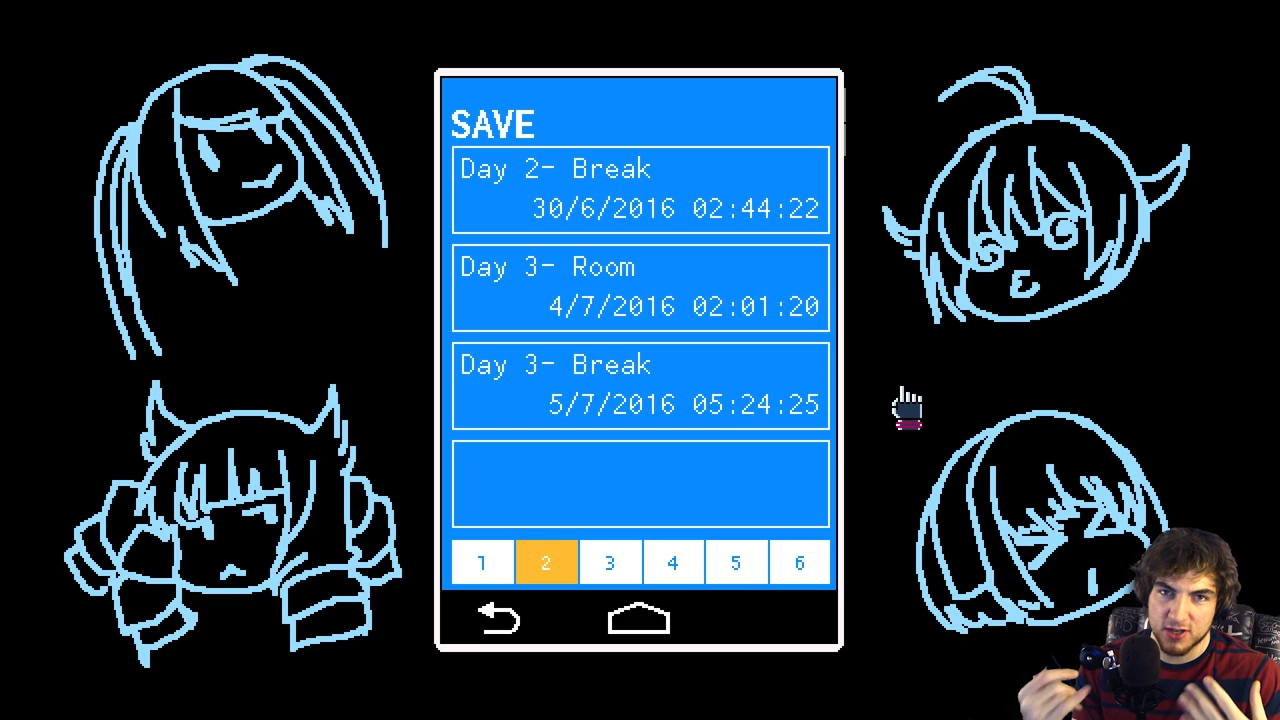 SAVE
Day 2- Break
30/6/2016 02:44:22
Day 3- Room
4/7/2016 02:01:20
Day 3- Break
5/7/2016 05:24:25
1 2 3 4 5 6